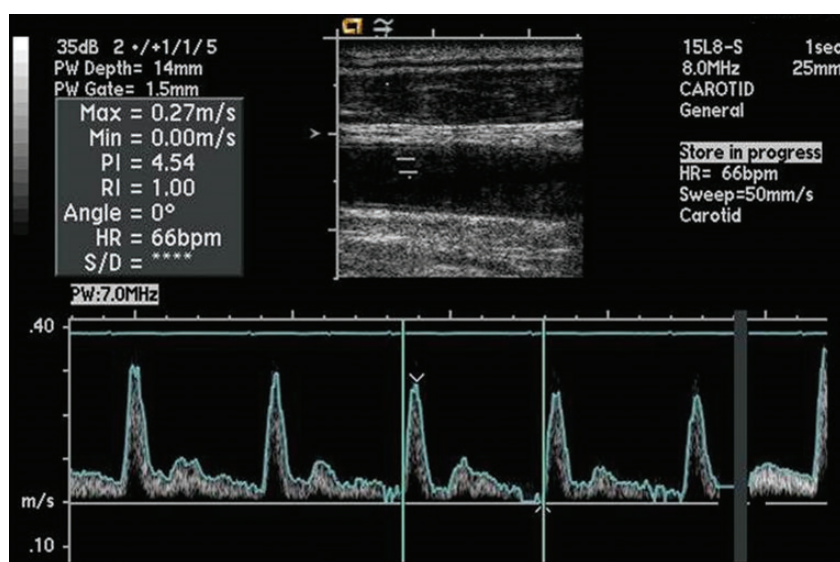 35dB 2 •/+1/1/5
PW Depth= 14mm
PW Gate= 1.5mm
Max = 0.27m/s
Min = 0.00m/s
PI = 4.54
RI = 1.00
Angle = 0°
HR = 66bpm
S/D = ****
15L8-S 1sec
8.0MHz 25mm
CAROTID
General
Store in progress
HR= 66bpm
Sweep=50mm/s
Carotid
PW:7.0MHz
.40
m/s
.10